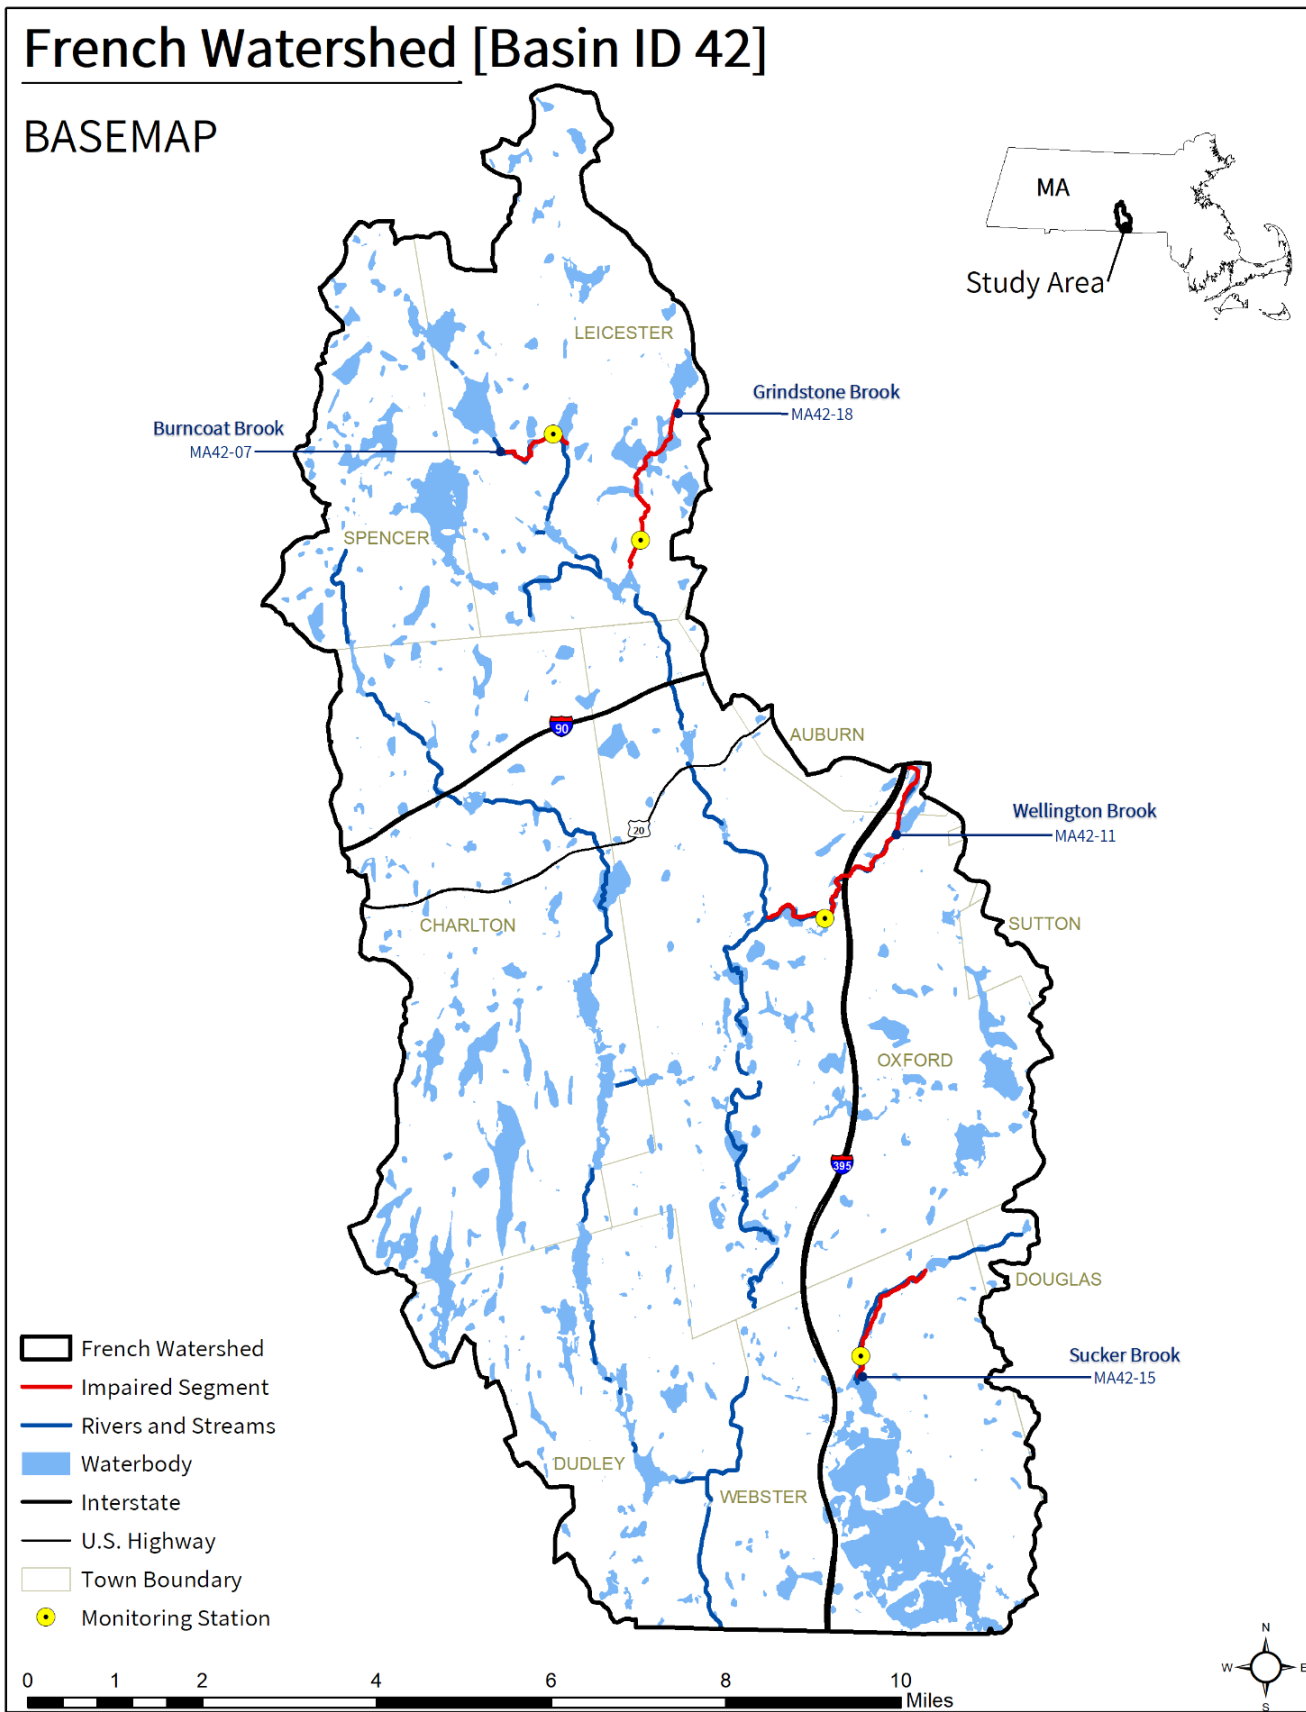 French Watershed [Basin ID 42]
BASEMAP
MA
Study Area
LEICESTER
Grindstone Brook
MA42-18
Burncoat Brook
MA42-07
SPENCER
90
AUBURN
20
Wellington Brook
MA42-11
CHARLTON
SUTTON
OXFORD
395
DOUGLAS
Sucker Brook
MA42-15
DUDLEY
WEBSTER
French Watershed
Impaired Segment
Rivers and Streams
Waterbody
Interstate
U.S. Highway
Town Boundary
Monitoring Station
N
W E
S
0 1 2 4 6 8 10
Miles